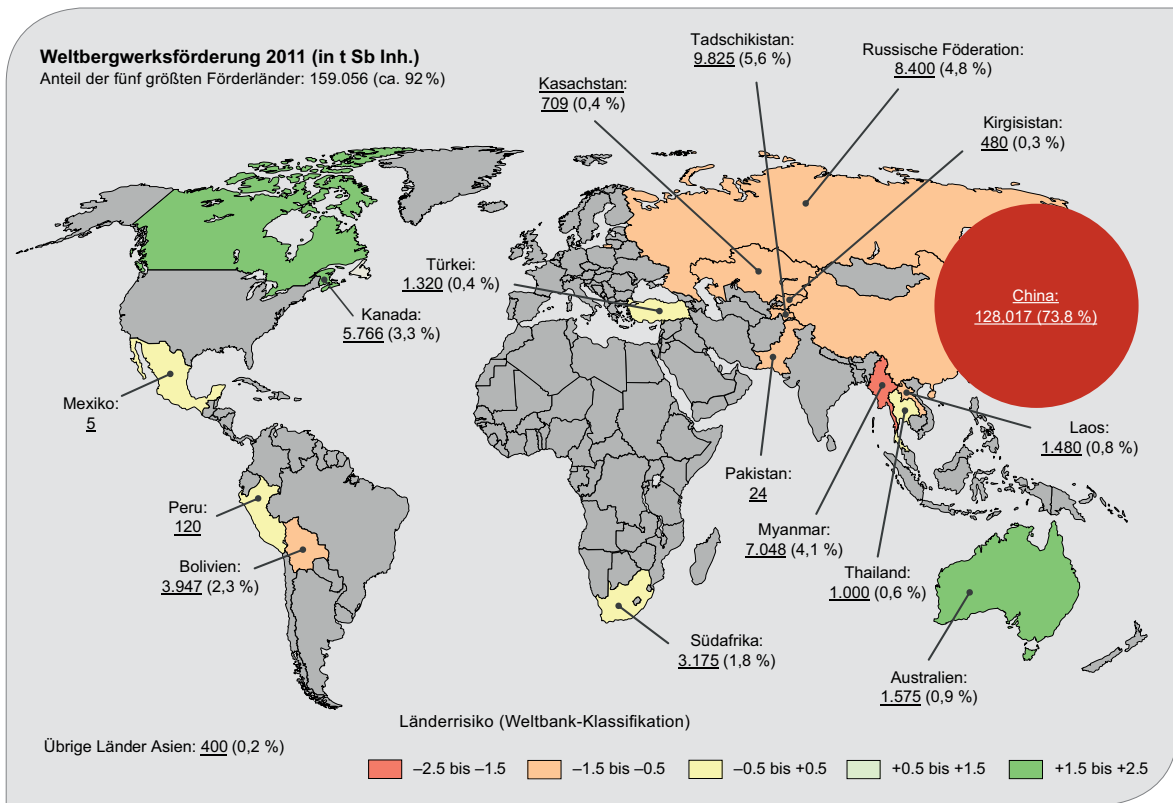 Weltbergwerksförderung 2011 (in t Sb Inh.)
Anteil der fünf größten Förderländer: 159.056 (ca. 92 %)
Tadschikistan:
9.825 (5,6 %)
Russische Föderation:
8.400 (4,8 %)
Kasachstan:
709 (0,4 %)
Kirgisistan:
480 (0,3 %)
Türkei:
1.320 (0,4 %)
China:
128,017 (73,8 %)
Kanada:
5.766 (3,3 %)
Mexiko:
5
Laos:
1.480 (0,8 %)
Pakistan:
24
Peru:
120
Myanmar:
7.048 (4,1 %)
Bolivien:
3.947 (2,3 %)
Thailand:
1.000 (0,6 %)
Südafrika:
3.175 (1,8 %)
Australien:
1.575 (0,9 %)
Länderrisiko (Weltbank-Klassifikation)
Übrige Länder Asien: 400 (0,2 %)
–2.5 bis –1.5
–1.5 bis –0.5
–0.5 bis +0.5
+0.5 bis +1.5
+1.5 bis +2.5